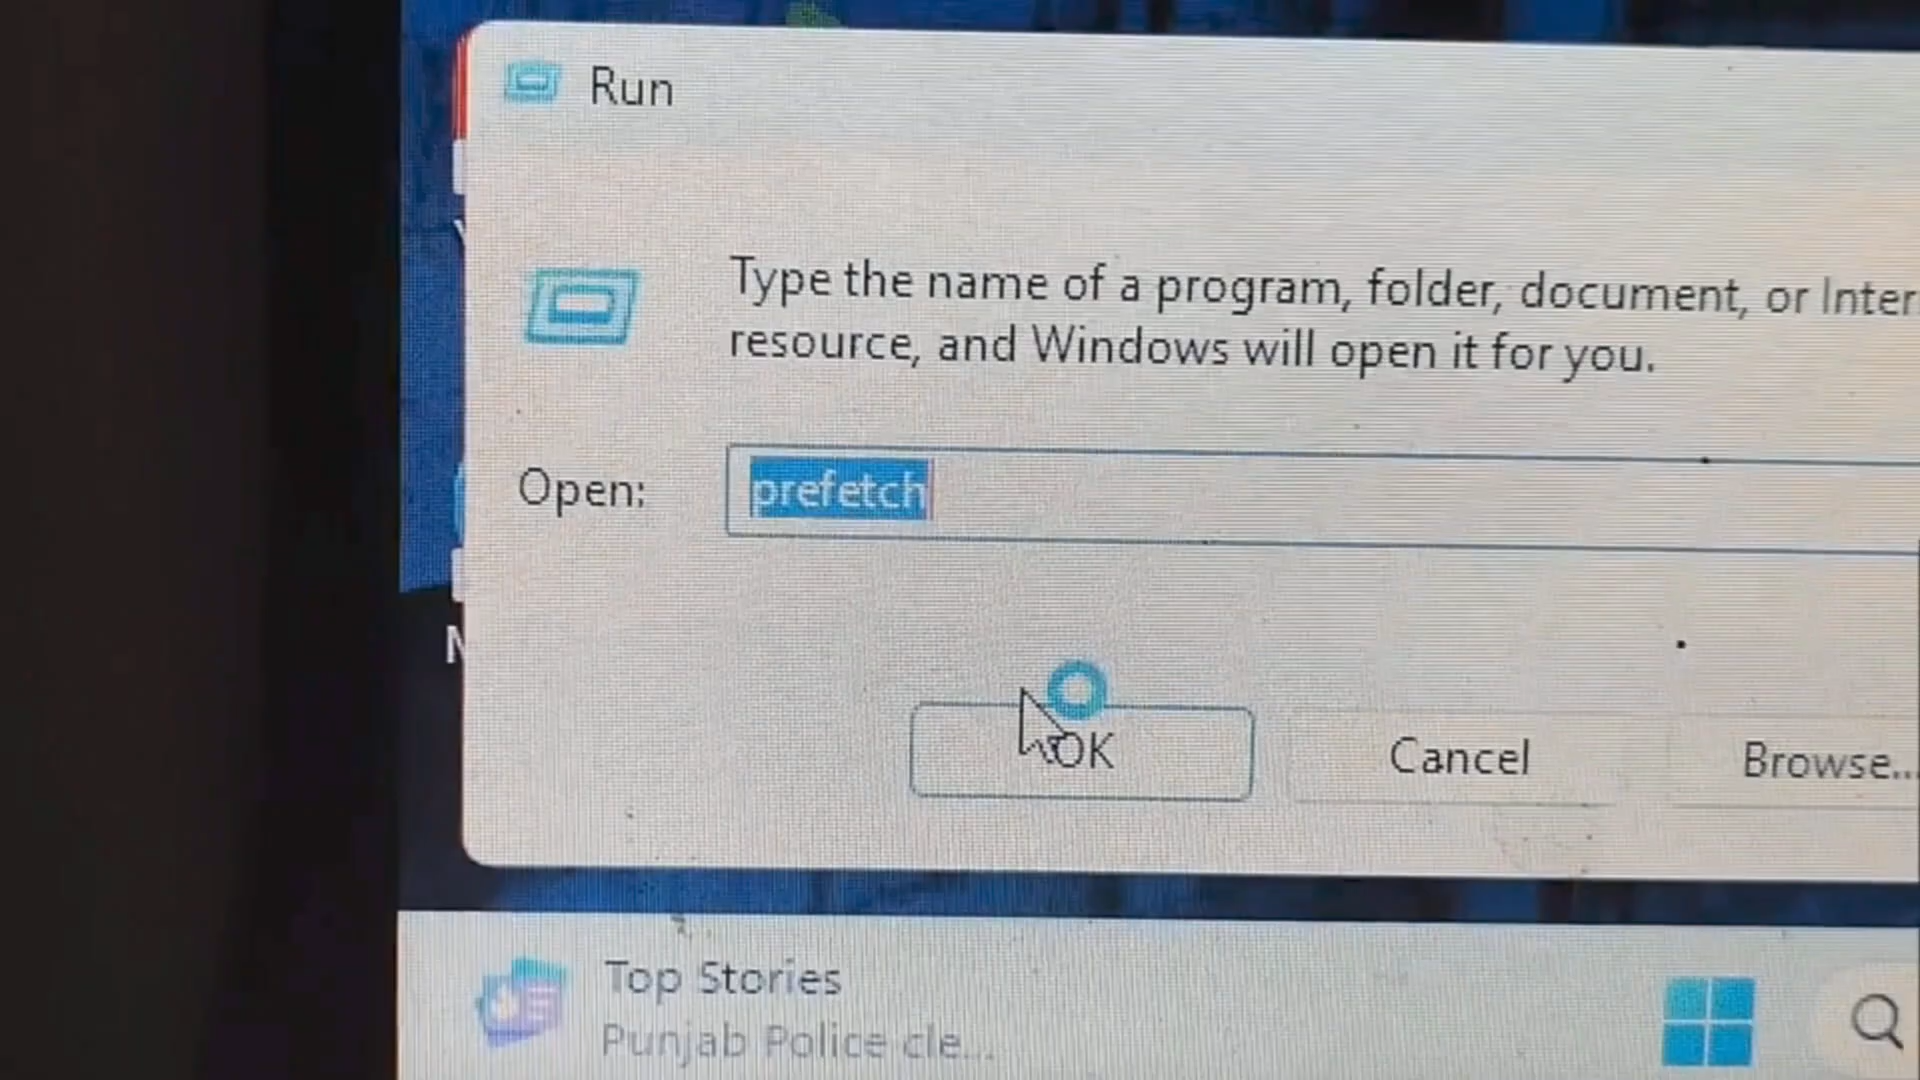 Run
Type the name of a program, folder, document, or Inter
resource, and Windows will open it for you.
Open:
prefetch
OK
Cancel
Browse...
Top Stories
Punjab Police cle...